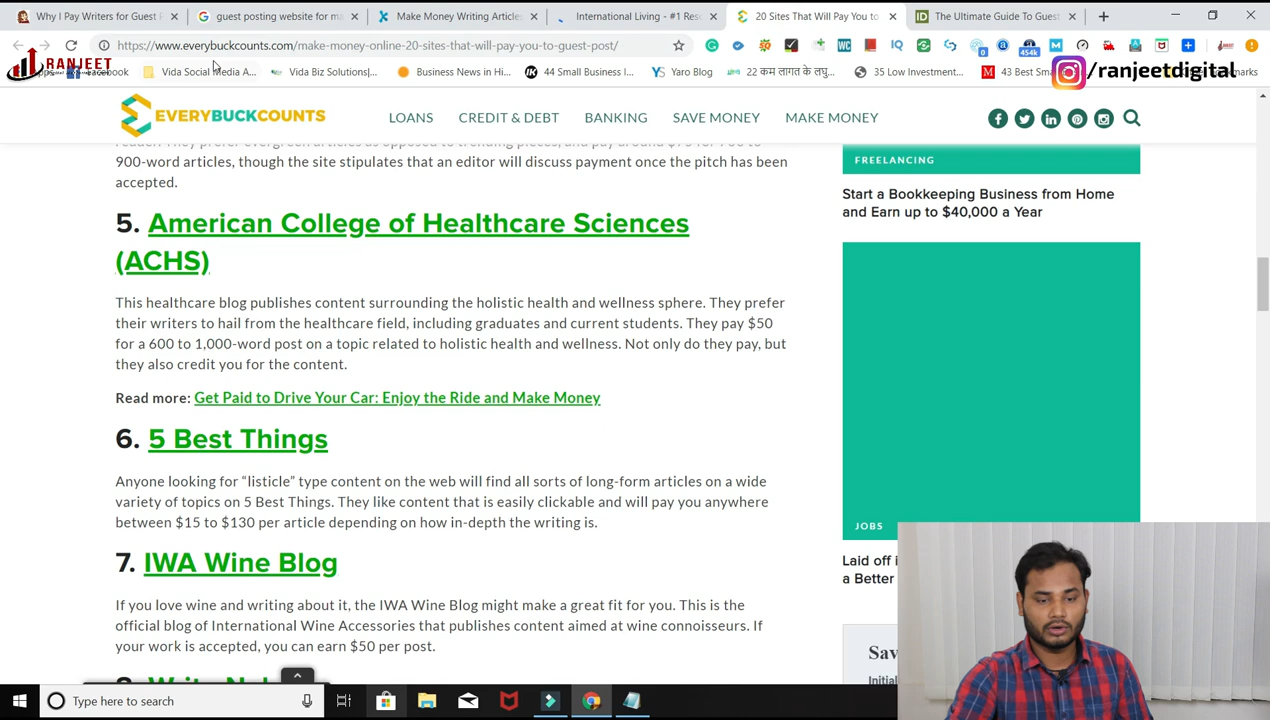 Why I Pay Writers for Guest
guest posting website for ma
Make Money Writing Article
International Living - #1 Res
20 Sites That Will Pay You to
The Ultimate Guide To Guest
https://www.everybuckcounts.com/make-money-online-20-sites-that-will-pay-you-to-guest-post/
RANJEET
DIGITAL
Facebook
Vida Social Media A...
Vida Biz Solutions|...
Business News in Hi...
44 Small Business I...
Yaro Blog
22 कम लागत के लघु...
35 Low Investment...
43 Best Sm
/ranjeetdigital
EVERYBUCKCOUNTS
LOANS
CREDIT & DEBT
BANKING
SAVE MONEY
MAKE MONEY
900-word articles, though the site stipulates that an editor will discuss payment once the pitch has been
accepted.
5. American College of Healthcare Sciences
(ACHS)
This healthcare blog publishes content surrounding the holistic health and wellness sphere. They prefer
their writers to hail from the healthcare field, including graduates and current students. They pay $50
for a 600 to 1,000-word post on a topic related to holistic health and wellness. Not only do they pay, but
they also credit you for the content.
Read more: Get Paid to Drive Your Car: Enjoy the Ride and Make Money
6. 5 Best Things
Anyone looking for “listicle” type content on the web will find all sorts of long-form articles on a wide
variety of topics on 5 Best Things. They like content that is easily clickable and will pay you anywhere
between $15 to $130 per article depending on how in-depth the writing is.
7. IWA Wine Blog
If you love wine and writing about it, the IWA Wine Blog might make a great fit for you. This is the
official blog of International Wine Accessories that publishes content aimed at wine connoisseurs. If
your work is accepted, you can earn $50 per post.
FREELANCING
Start a Bookkeeping Business from Home
and Earn up to $40,000 a Year
JOBS
Laid off
a Better
Sav
Initial
Type here to search